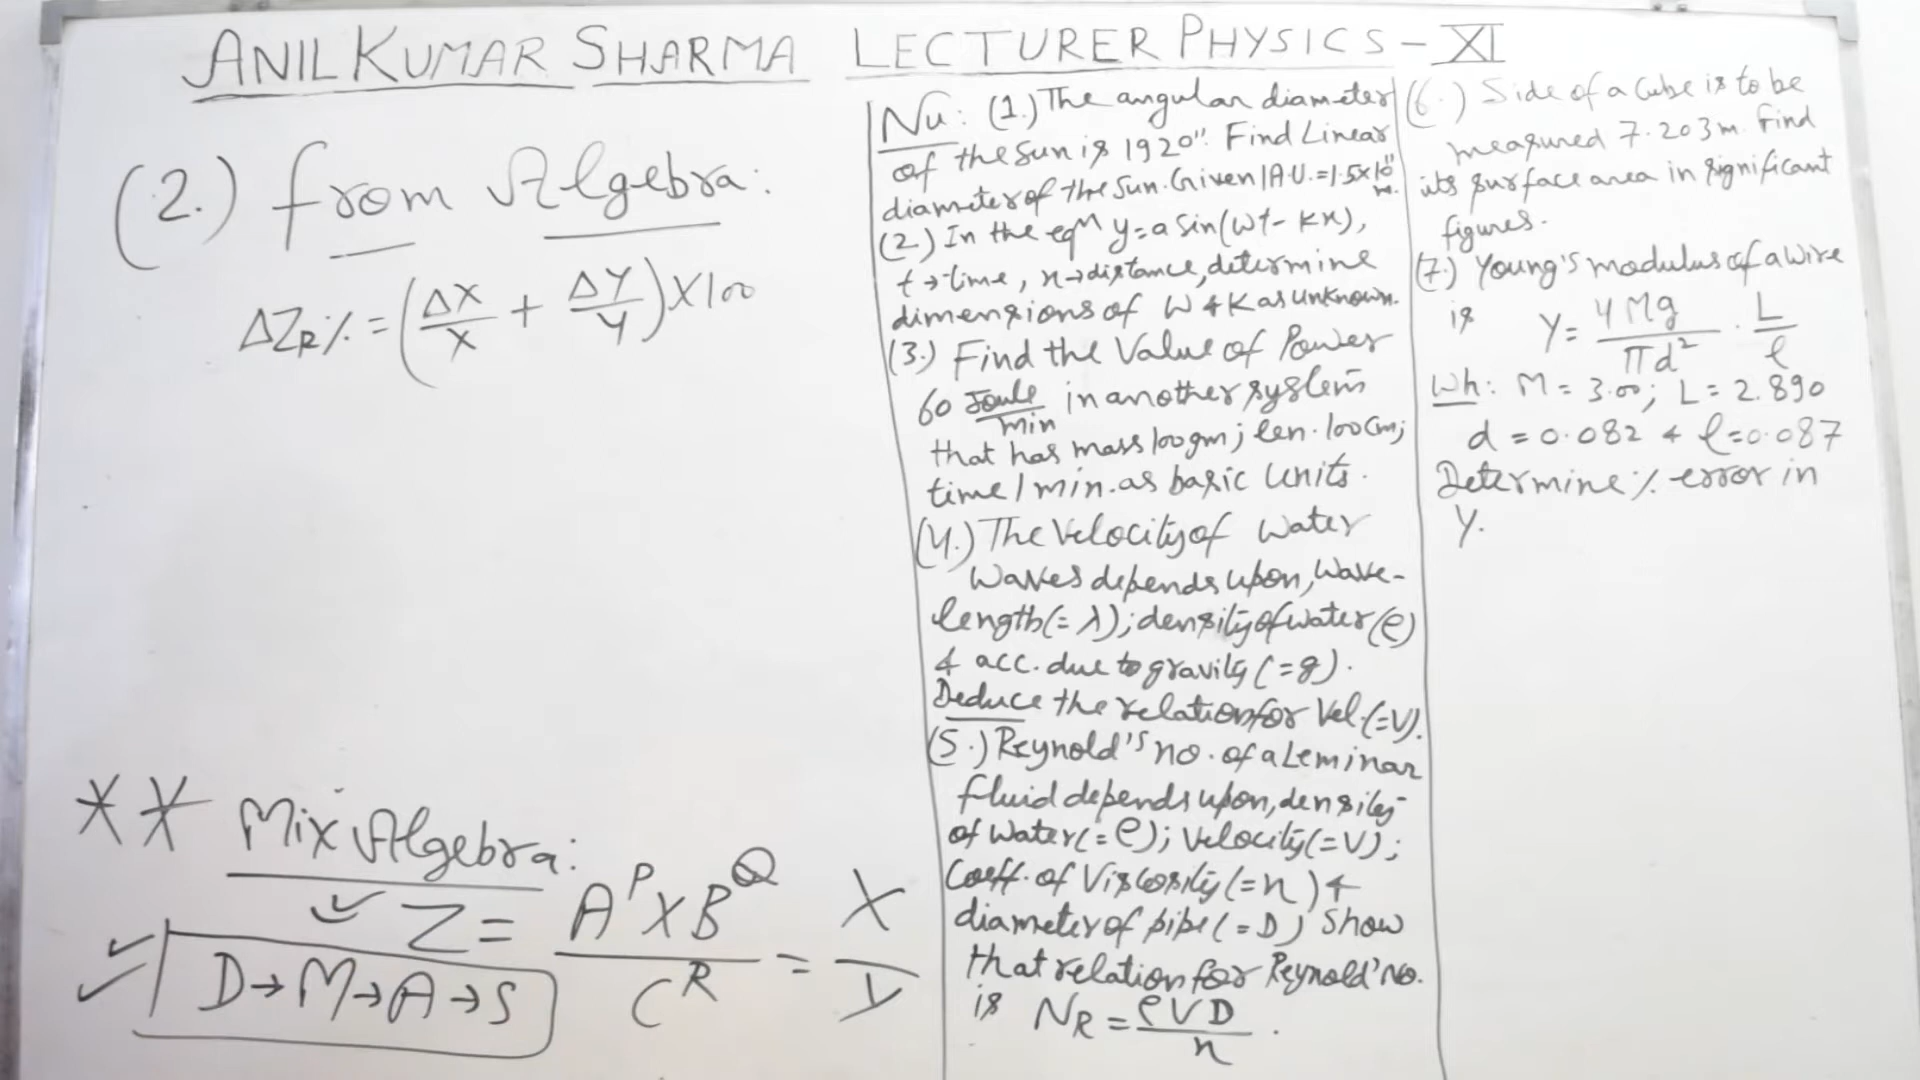 ANIL KUMAR SHARMA LECTURER PHYSICS - XI
(2.) from Algebra:
ΔZR% = (ΔX/X + ΔY/Y) X100
** Mix Algebra:
Z = A^P X B^Q / C^R = X/Y
D→M→A→S
Nu: (1.) The angular diameter
of the Sun is 1920". Find Linear
diameter of the Sun. Given 1A.U. = 1.5x10^11 m.
(2.) In the eqn y=a Sin(wt- kx),
t→time, x→distance, determine
dimensions of W & K as unknown.
(3.) Find the Value of Power
60 Joule/min in another system
that has mass 100gm; len. 100cm;
time 1 min. as basic Units.
(4.) The Velocity of Water
Waves depends upon, Wave-
length(=λ); density of water(ρ)
& acc. due to gravity (=g).
Deduce the relation for Vel.(=V).
(5.) Reynold's no. of a Leminar
fluid depends upon, density
of Water(=ρ); Velocity(=V);
Coeff. of Viscosity(=n) &
diameter of pipe(=D) Show
that relation for Reynold' No.
is NR = ρVD/n .
(6.) Side of a Cube is to be
measured 7.203m. Find
its surface area in significant
figures.
(7.) Young's modulus of a Wire
is Y= 4Mg/πd² . L/l
Wh: M = 3.00; L= 2.890
d = 0.082 & l=0.087
Determine % error in
Y.